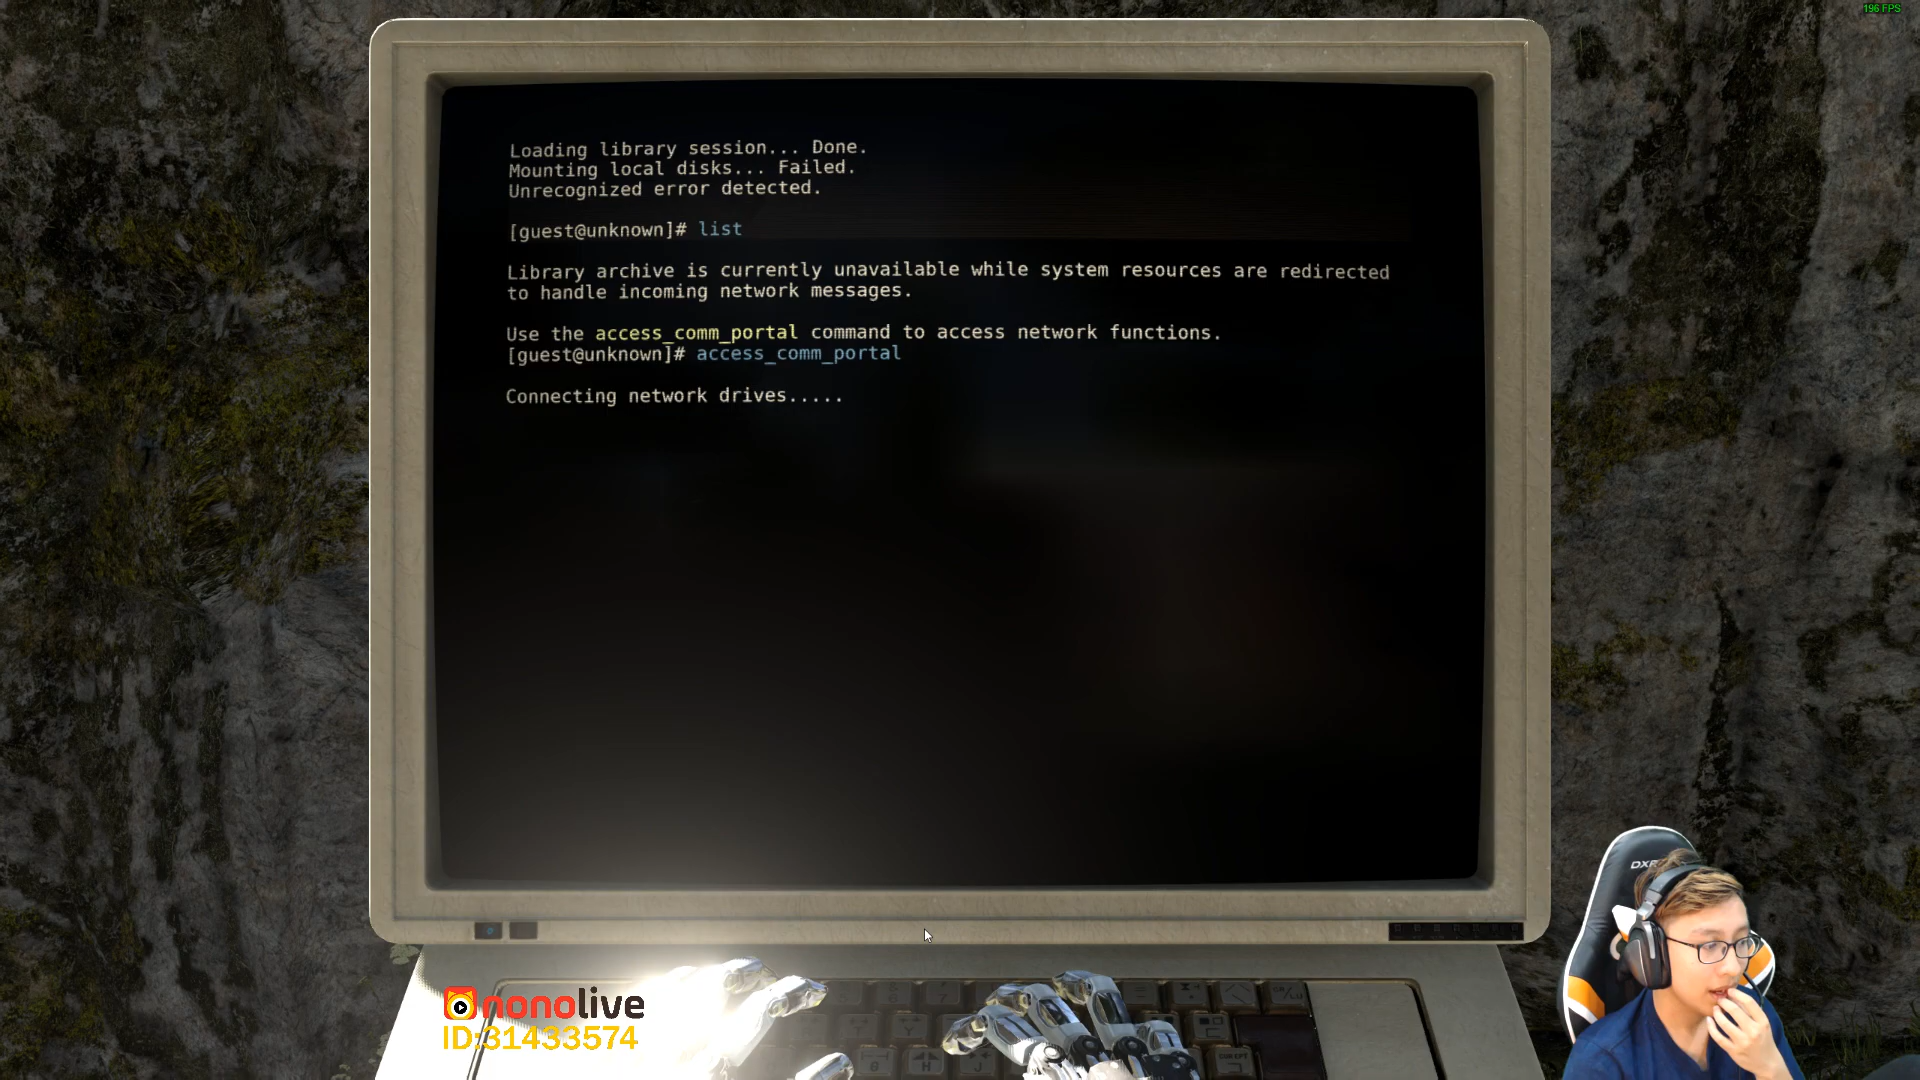 196 FPS
Loading library session... Done.
Mounting local disks... Failed.
Unrecognized error detected.
[guest@unknown]# list
Library archive is currently unavailable while system resources are redirected
to handle incoming network messages.
Use the access_comm_portal command to access network functions.
[guest@unknown]# access_comm_portal
Connecting network drives.....
nonolive
ID:31433574